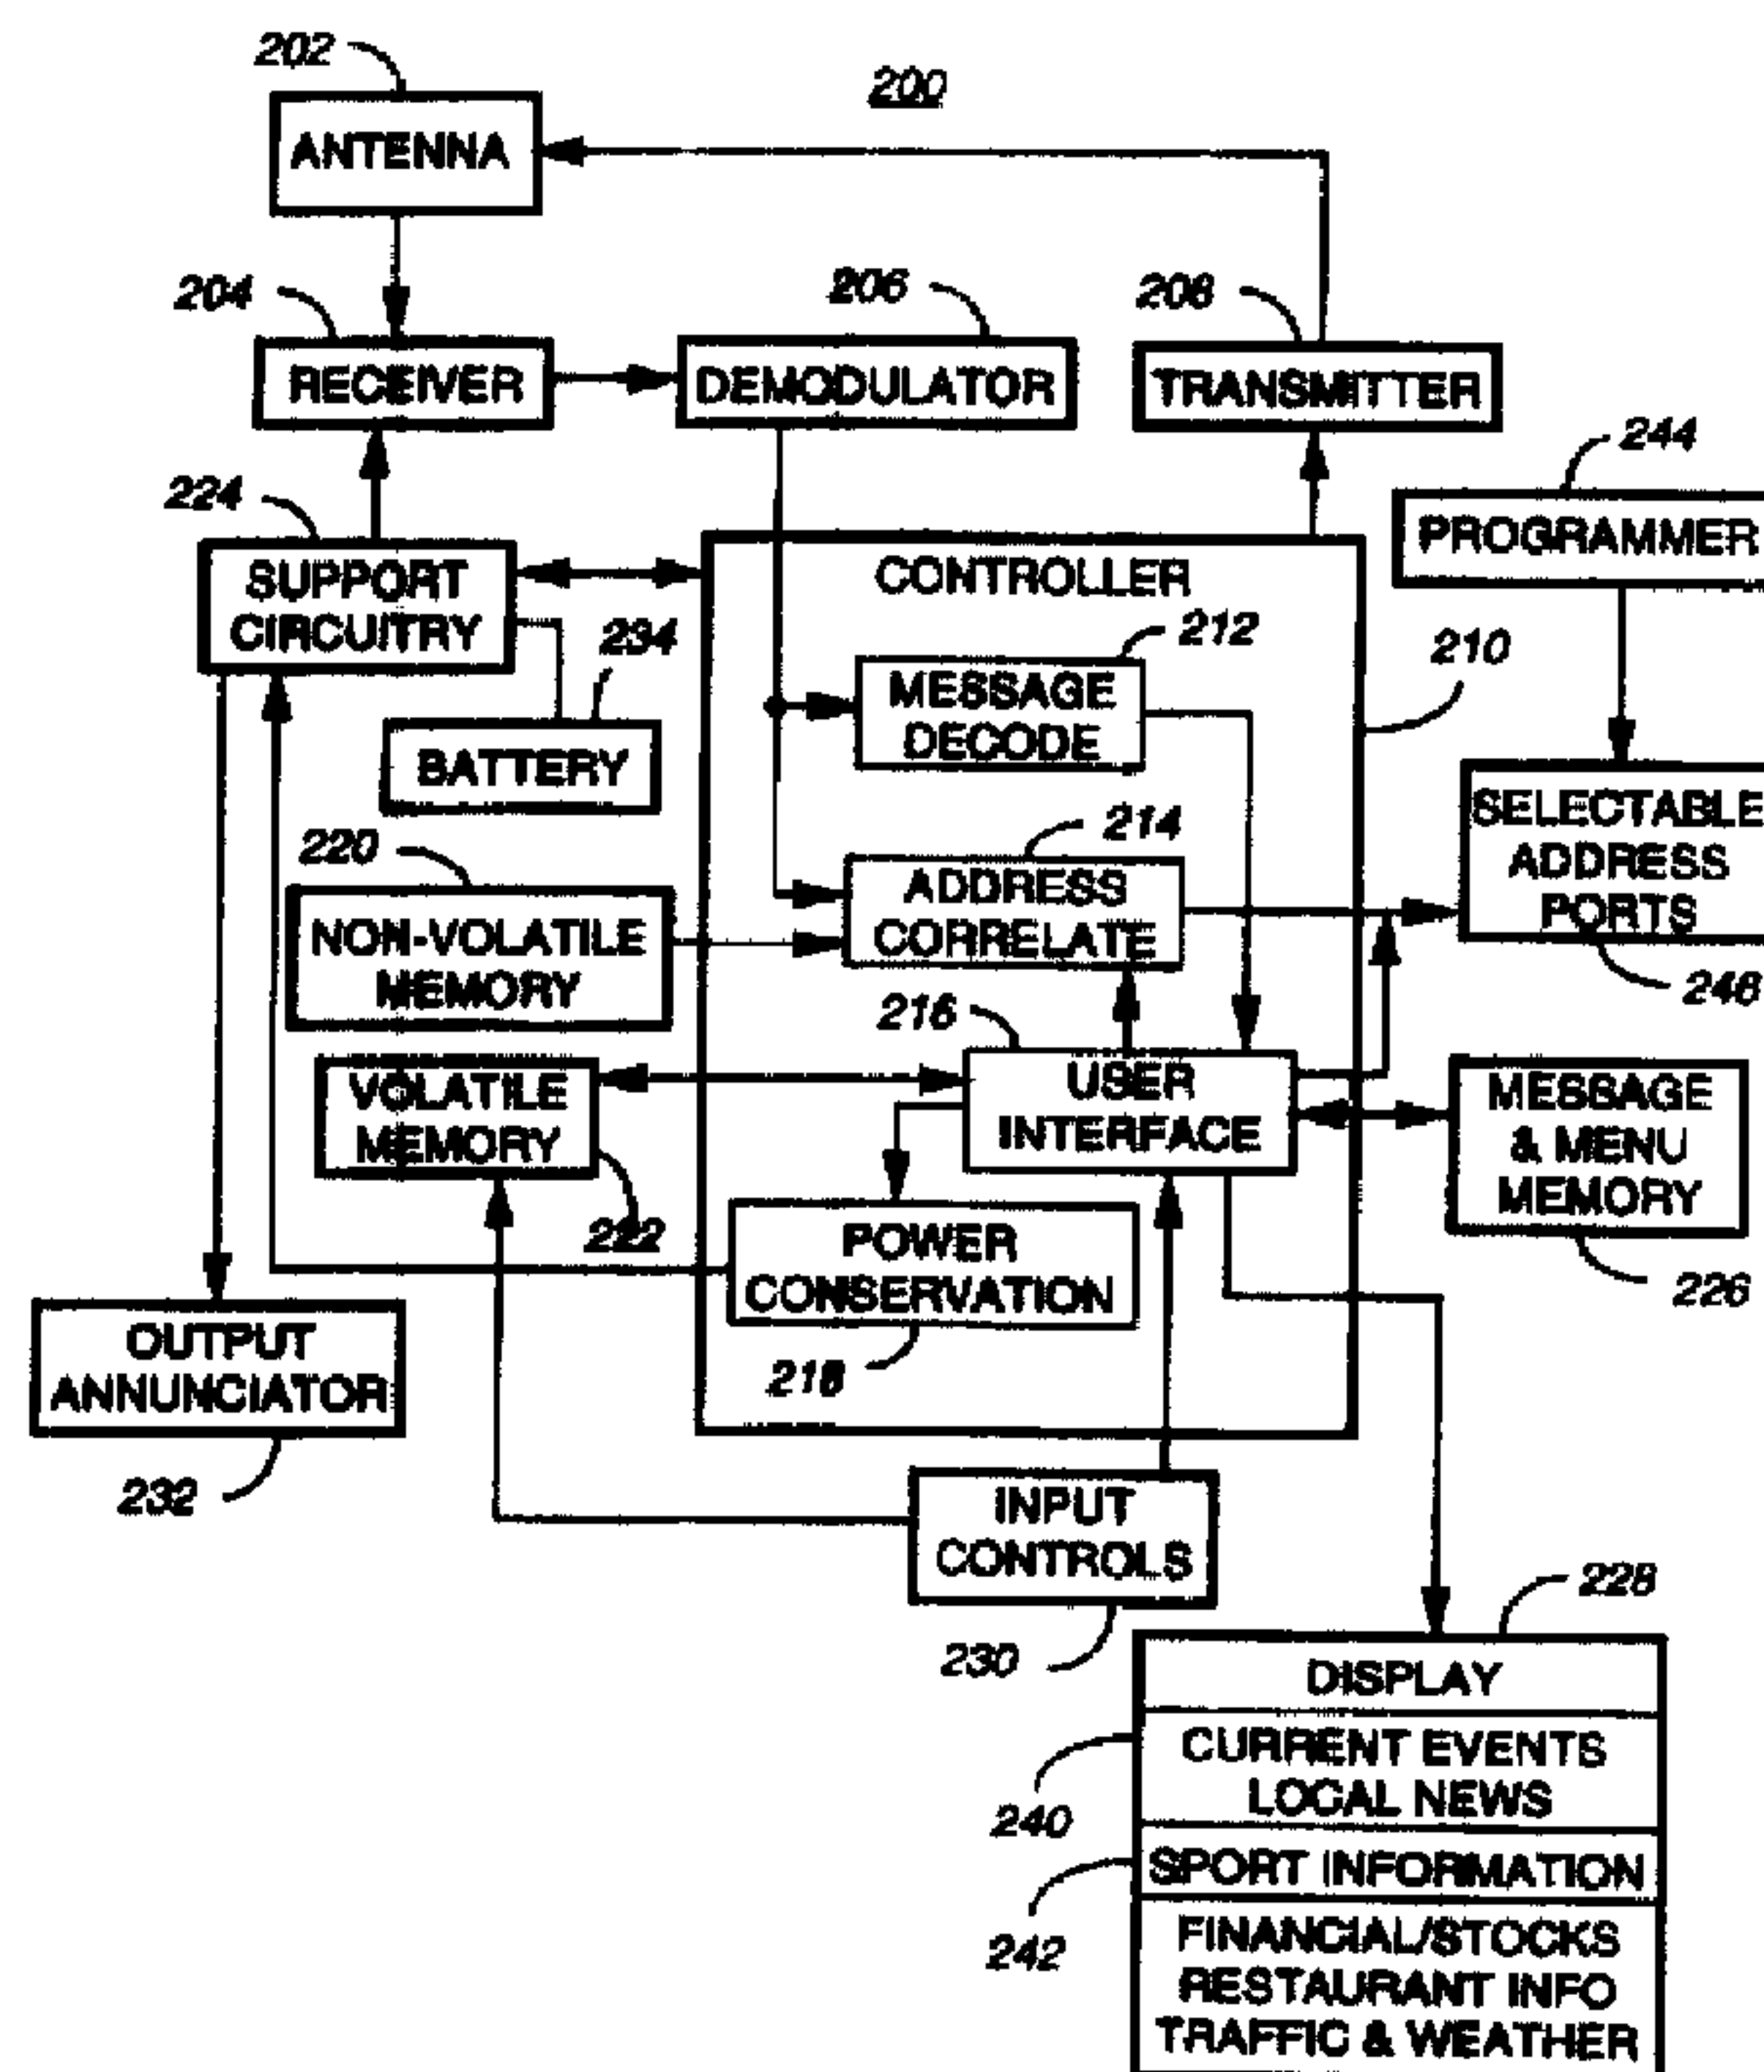 202
200
ANTENNA
204
206
208
RECEIVER
DEMODULATOR
TRANSMITTER
244
224
PROGRAMMER
SUPPORT
CIRCUITRY
CONTROLLER
234
212
210
MESSAGE
DECODE
BATTERY
220
214
SELECTABLE
ADDRESS
PORTS
ADDRESS
CORRELATE
NON-VOLATILE
MEMORY
216
246
VOLATILE
MEMORY
USER
INTERFACE
MESSAGE
& MENU
MEMORY
222
POWER
CONSERVATION
226
OUTPUT
ANNUNCIATOR
218
232
INPUT
CONTROLS
228
230
DISPLAY
CURRENT EVENTS
LOCAL NEWS
240
SPORT INFORMATION
242
FINANCIAL/STOCKS
RESTAURANT INFO
TRAFFIC & WEATHER